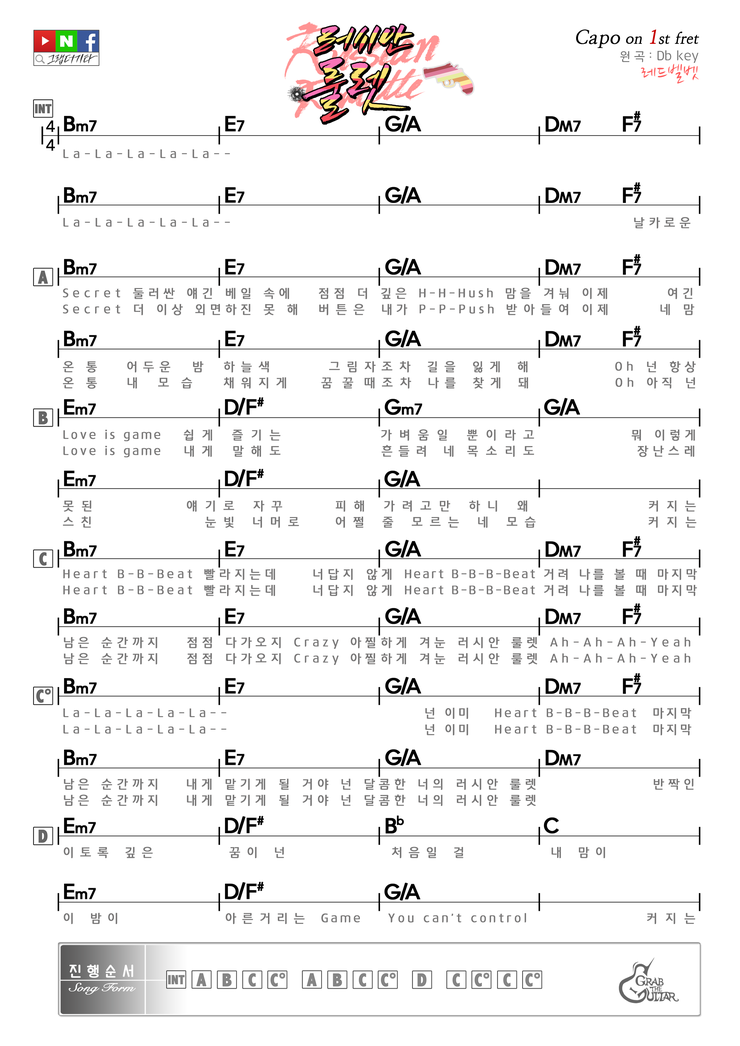 그랩더기타
Russian Roulette
러시안 룰렛
Capo on 1st fret
원곡 : Db key
레드벨벳
INT
4/4 Bm7 E7 G/A DM7 F#7
La-La-La-La-La--
Bm7 E7 G/A DM7 F#7
La-La-La-La-La-- 날카로운
A Bm7 E7 G/A DM7 F#7
Secret 둘러싼 얘긴 베일 속에 점점 더 깊은 H-H-Hush 맘을 겨눠 이제 여긴
Secret 더 이상 외면하진 못 해 버튼은 내가 P-P-Push 받아들여 이제 네 맘
Bm7 E7 G/A DM7 F#7
온 통 어두운 밤 하늘색 그림자조차 길을 잃게 해 Oh 넌 항상
온 통 내 모습 채워지게 꿈 꿀 때조차 나를 찾게 돼 Oh 아직 넌
B Em7 D/F# Gm7 G/A
Love is game 쉽게 즐기는 가벼움일 뿐이라고 뭐 이렇게
Love is game 내게 말해도 흔들려 네 목소리도 장난스레
Em7 D/F# G/A
못된 얘기로 자꾸 피해 가려고만 하니 왜 커지는
스친 눈빛 너머로 어쩔 줄 모르는 네 모습 커지는
C Bm7 E7 G/A DM7 F#7
Heart B-B-Beat 빨라지는데 너답지 않게 Heart B-B-B-Beat 거려 나를 볼 때 마지막
Heart B-B-Beat 빨라지는데 너답지 않게 Heart B-B-B-Beat 거려 나를 볼 때 마지막
Bm7 E7 G/A DM7 F#7
남은 순간까지 점점 다가오지 Crazy 아찔하게 겨눈 러시안 룰렛 Ah-Ah-Ah-Yeah
남은 순간까지 점점 다가오지 Crazy 아찔하게 겨눈 러시안 룰렛 Ah-Ah-Ah-Yeah
C° Bm7 E7 G/A DM7 F#7
La-La-La-La-La-- 넌 이미 Heart B-B-B-Beat 마지막
La-La-La-La-La-- 넌 이미 Heart B-B-B-Beat 마지막
Bm7 E7 G/A DM7
남은 순간까지 내게 맡기게 될 거야 넌 달콤한 너의 러시안 룰렛 반짝인
남은 순간까지 내게 맡기게 될 거야 넌 달콤한 너의 러시안 룰렛
D Em7 D/F# Bb C
이토록 깊은 꿈이 넌 처음일 걸 내 맘이
Em7 D/F# G/A
이 밤이 아른거리는 Game You can't control 커지는
진행순서
Song Form
INT A B C C° A B C C° D C C° C C°
GRAB THE GUITAR